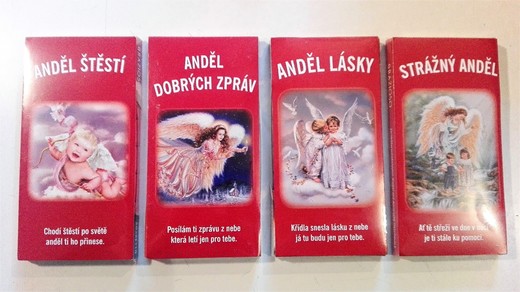 ANDĚL ŠTĚSTÍ
Chodí štěstí po světě
anděl ti ho přinese.
ANDĚL
DOBRÝCH ZPRÁV
Posílám ti zprávu z nebe
která letí jen pro tebe.
ANDĚL LÁSKY
Křídla snesla lásku z nebe
já tu budu jen pro tebe.
STRÁŽNÝ ANDĚL
Ať tě střeží ve dne v noci
je ti stále ku pomoci.